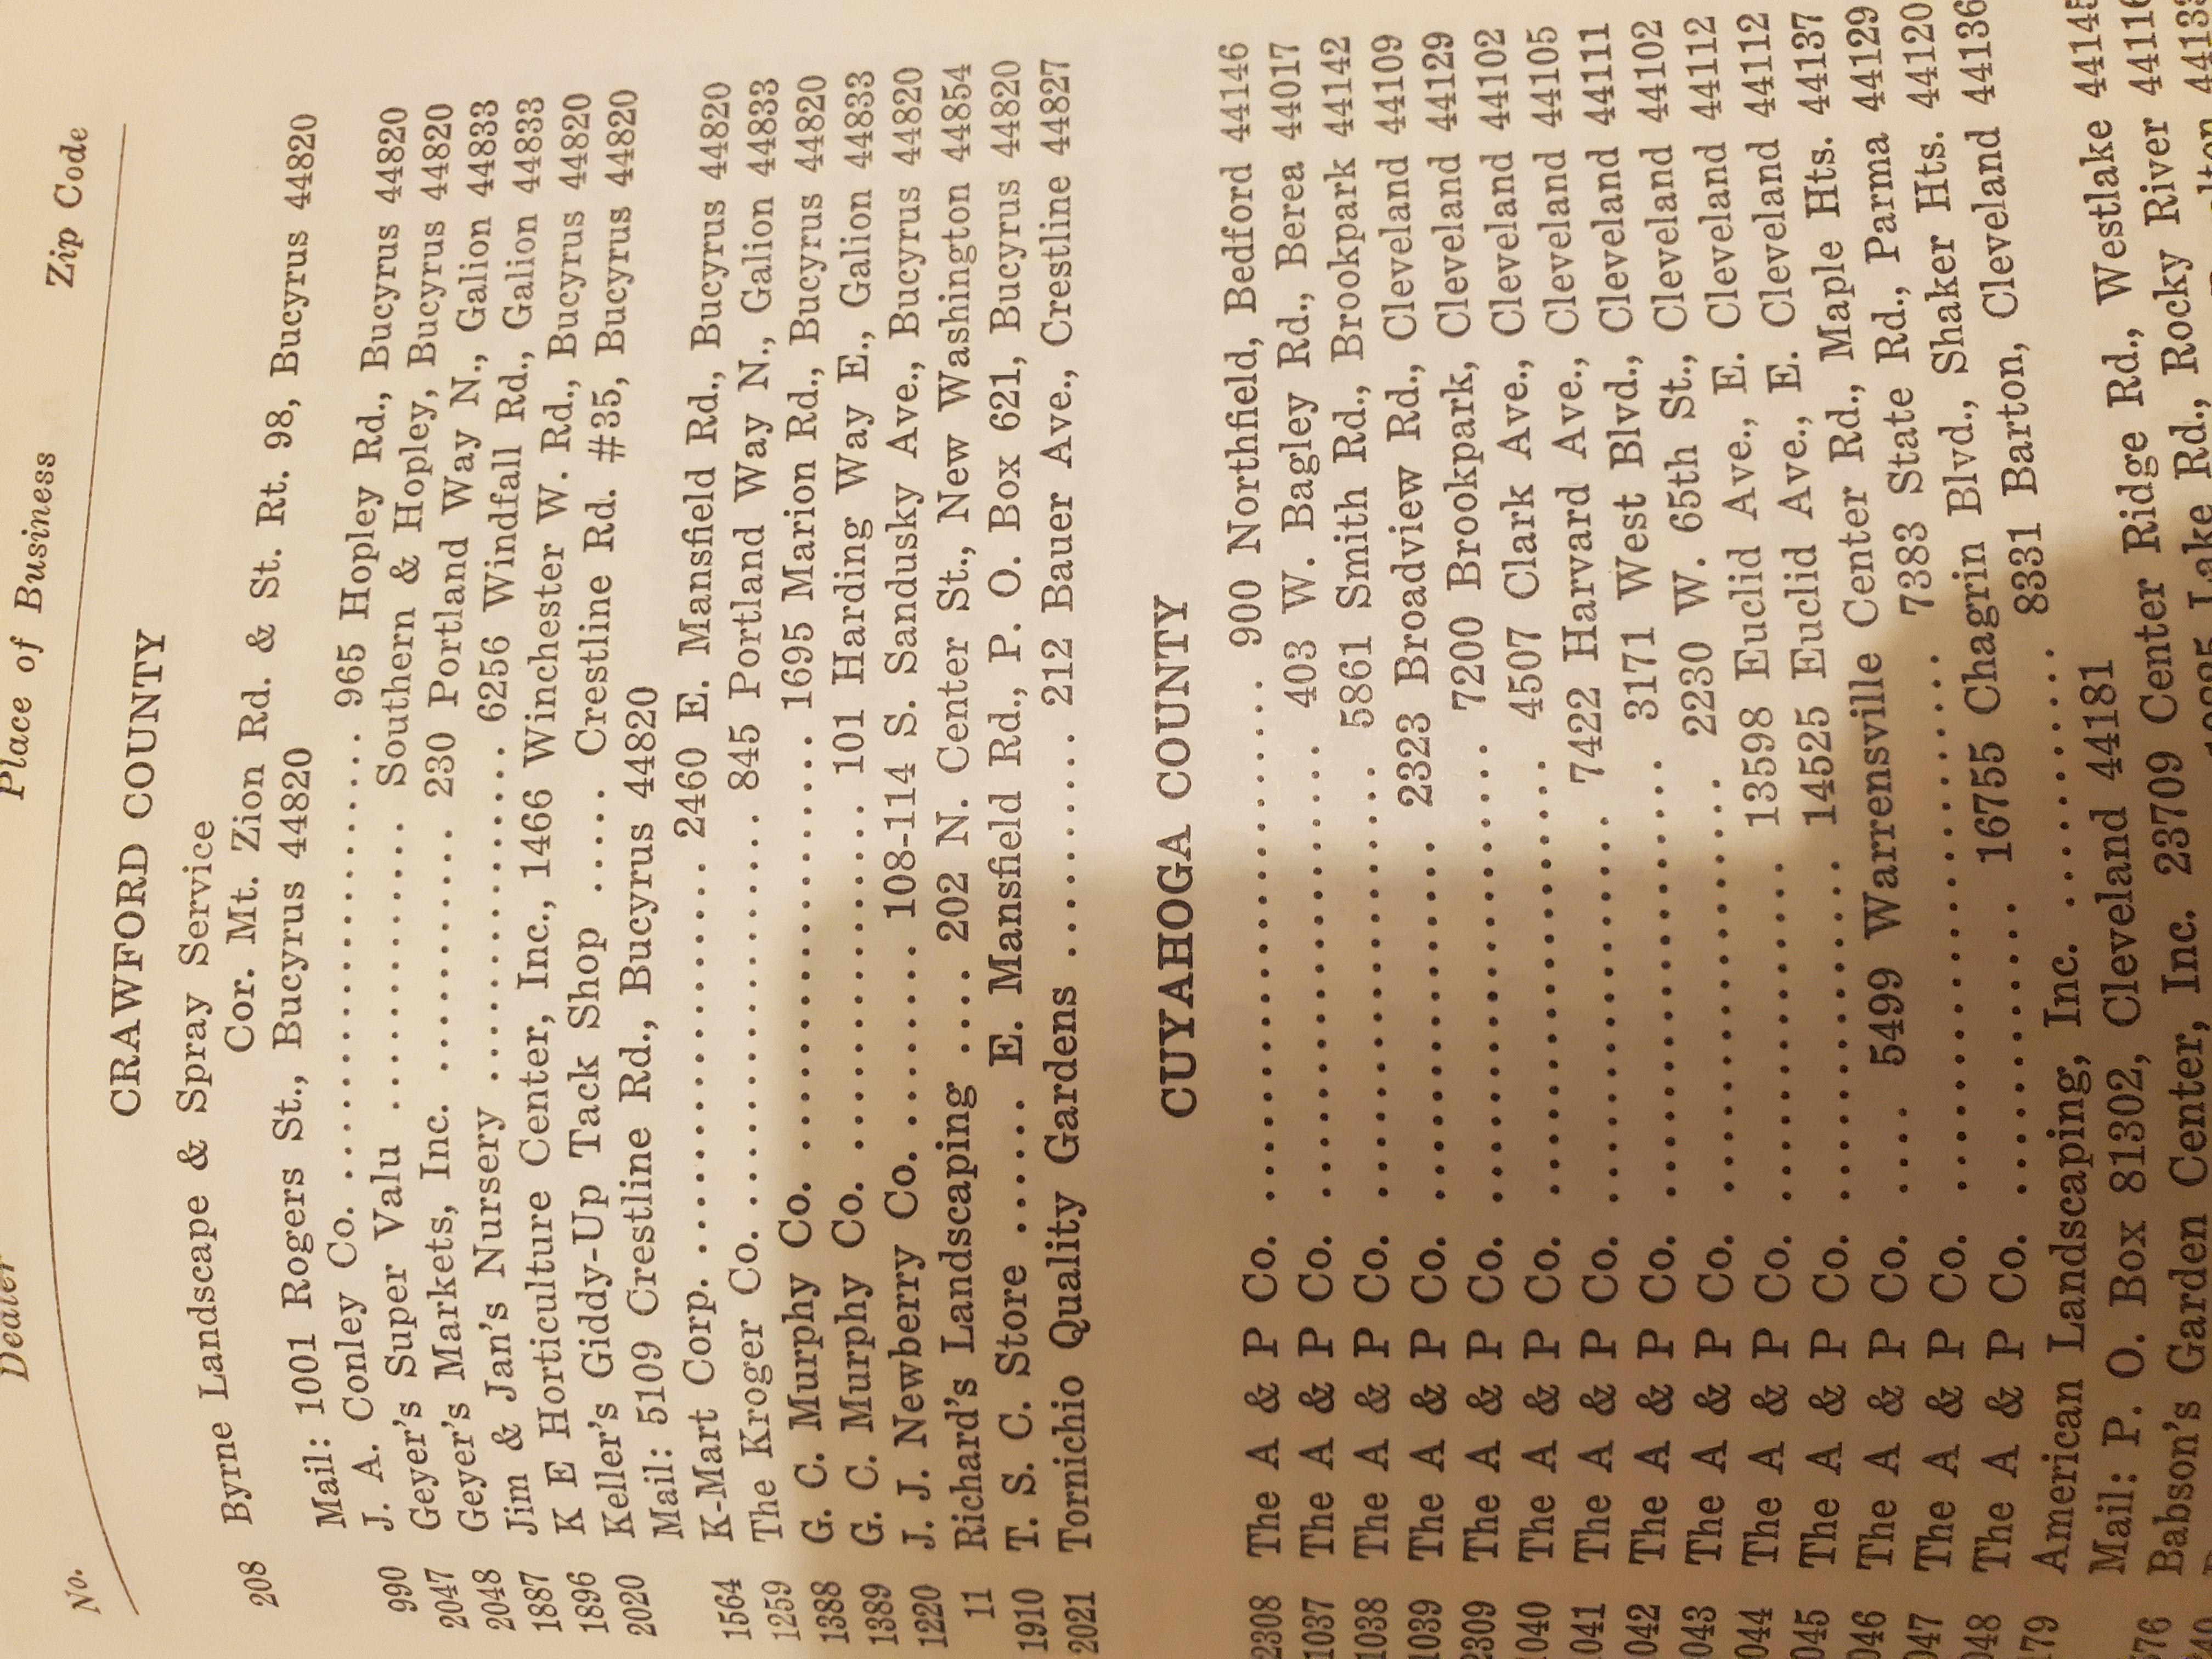 No. Dealer Place of Business Zip Code
CRAWFORD COUNTY
208 Byrne Landscape & Spray Service
Cor. Mt. Zion Rd. & St. Rt. 98, Bucyrus 44820
Mail: 1001 Rogers St., Bucyrus 44820
990 J. A. Conley Co. .......... 965 Hopley Rd., Bucyrus 44820
2047 Geyer's Super Valu .......... Southern & Hopley, Bucyrus 44820
2048 Geyer's Markets, Inc. .......... 230 Portland Way N., Galion 44833
1887 Jim & Jan's Nursery .......... 6256 Windfall Rd., Galion 44833
1896 K E Horticulture Center, Inc., 1466 Winchester W. Rd., Bucyrus 44820
2020 Keller's Giddy-Up Tack Shop .... Crestline Rd. #35, Bucyrus 44820
Mail: 5109 Crestline Rd., Bucyrus 44820
1564 K-Mart Corp. .......... 2460 E. Mansfield Rd., Bucyrus 44820
1259 The Kroger Co. .......... 845 Portland Way N., Galion 44833
1388 G. C. Murphy Co. .......... 1695 Marion Rd., Bucyrus 44820
1389 G. C. Murphy Co. .......... 101 Harding Way E., Galion 44833
1220 J. J. Newberry Co. .......... 108-114 S. Sandusky Ave., Bucyrus 44820
11 Richard's Landscaping .... 202 N. Center St., New Washington 44854
1910 T. S. C. Store ...... E. Mansfield Rd., P. O. Box 621, Bucyrus 44820
2021 Tornichio Quality Gardens .......... 212 Bauer Ave., Crestline 44827
CUYAHOGA COUNTY
2308 The A & P Co. .......... 900 Northfield, Bedford 44146
1037 The A & P Co. .......... 403 W. Bagley Rd., Berea 44017
1038 The A & P Co. .......... 5861 Smith Rd., Brookpark 44142
1039 The A & P Co. .......... 2323 Broadview Rd., Cleveland 44109
2309 The A & P Co. .......... 7200 Brookpark, Cleveland 44129
1040 The A & P Co. .......... 4507 Clark Ave., Cleveland 44102
041 The A & P Co. .......... 7422 Harvard Ave., Cleveland 44105
042 The A & P Co. .......... 3171 West Blvd., Cleveland 44111
043 The A & P Co. .......... 2230 W. 65th St., Cleveland 44102
044 The A & P Co. .......... 13598 Euclid Ave., E. Cleveland 44112
045 The A & P Co. .......... 14525 Euclid Ave., E. Cleveland 44112
046 The A & P Co. .... 5499 Warrensville Center Rd., Maple Hts. 44137
047 The A & P Co. .......... 7383 State Rd., Parma 44129
048 The A & P Co. .......... 16755 Chagrin Blvd., Shaker Hts. 44120
179 American Landscaping, Inc. .......... 8331 Barton, Cleveland 44136
Mail: P. O. Box 81302, Cleveland 44181
576 Babson's Garden Center, Inc. 23709 Center Ridge Rd., Westlake 44145
Lake Rd., Rocky River 44116